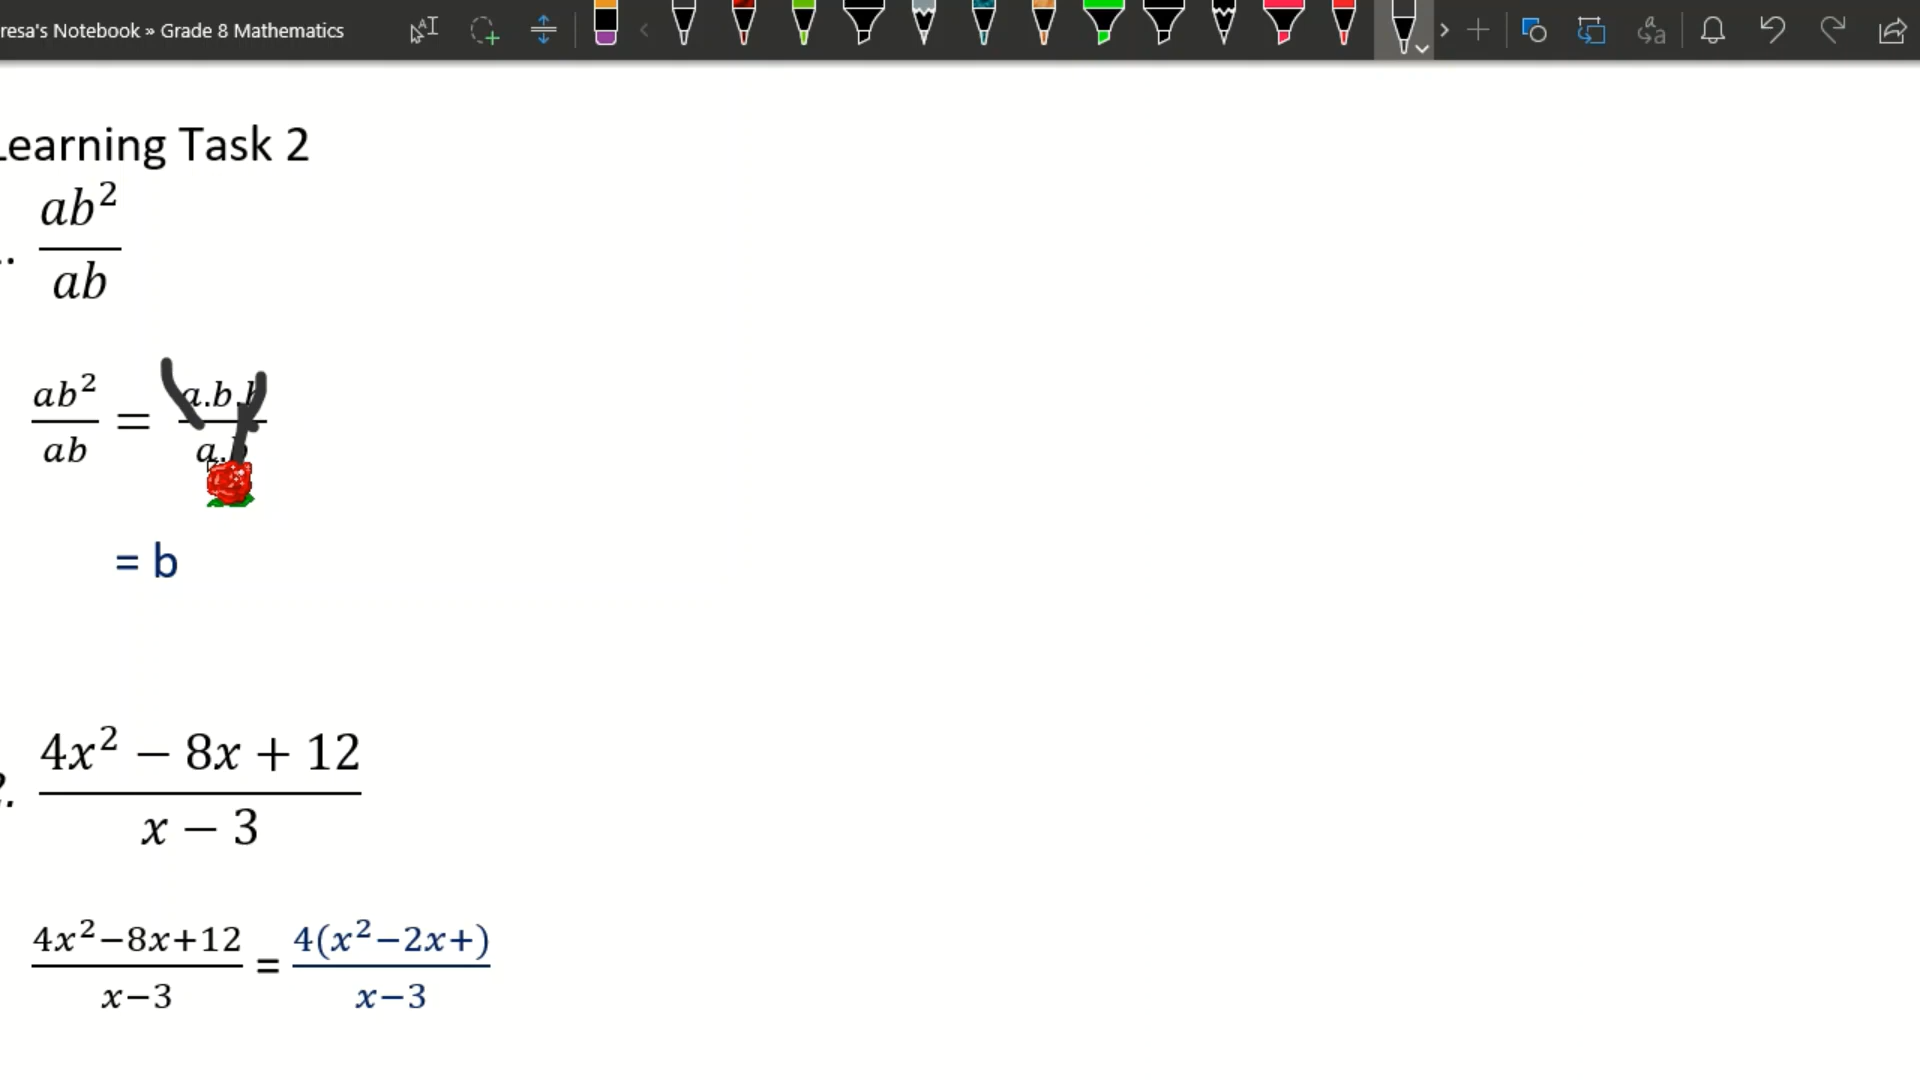 resa's Notebook » Grade 8 Mathematics
Learning Task 2
. ab²/ab
ab²/ab = a.b.b/a.b
= b
2. 4x² − 8x + 12/x − 3
4x²−8x+12/x−3 = 4(x²−2x+)/x−3